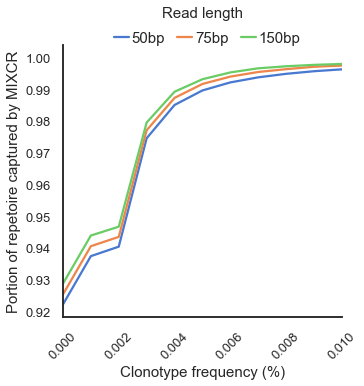 Read length
50bp 75bp 150bp
Portion of repetoire captured by MIXCR
1.00
0.99
0.98
0.97
0.96
0.95
0.94
0.93
0.92
0.000 0.002 0.004 0.006 0.008 0.010
Clonotype frequency (%)